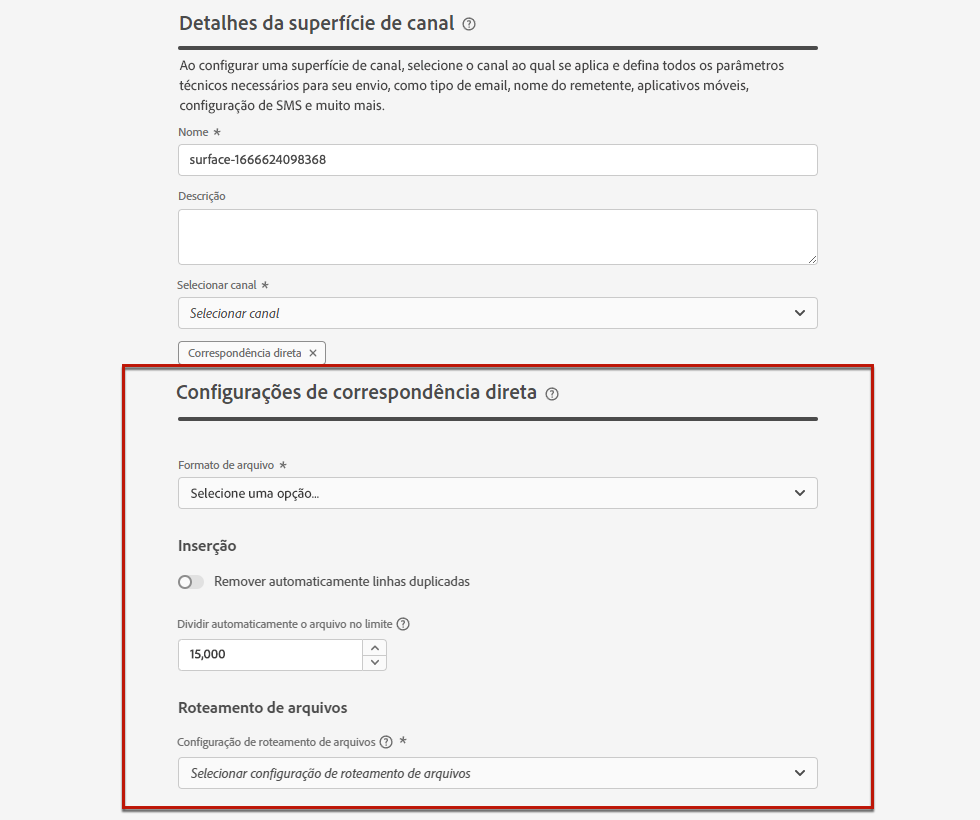 Detalhes da superfície de canal
Ao configurar uma superfície de canal, selecione o canal ao qual se aplica e defina todos os parâmetros
técnicos necessários para seu envio, como tipo de email, nome do remetente, aplicativos móveis,
configuração de SMS e muito mais.
Nome *
surface-1666624098368
Descrição
Selecionar canal *
Selecionar canal
Correspondência direta ×
Configurações de correspondência direta
Formato de arquivo *
Selecione uma opção...
Inserção
Remover automaticamente linhas duplicadas
Dividir automaticamente o arquivo no limite
15,000
Roteamento de arquivos
Configuração de roteamento de arquivos *
Selecionar configuração de roteamento de arquivos